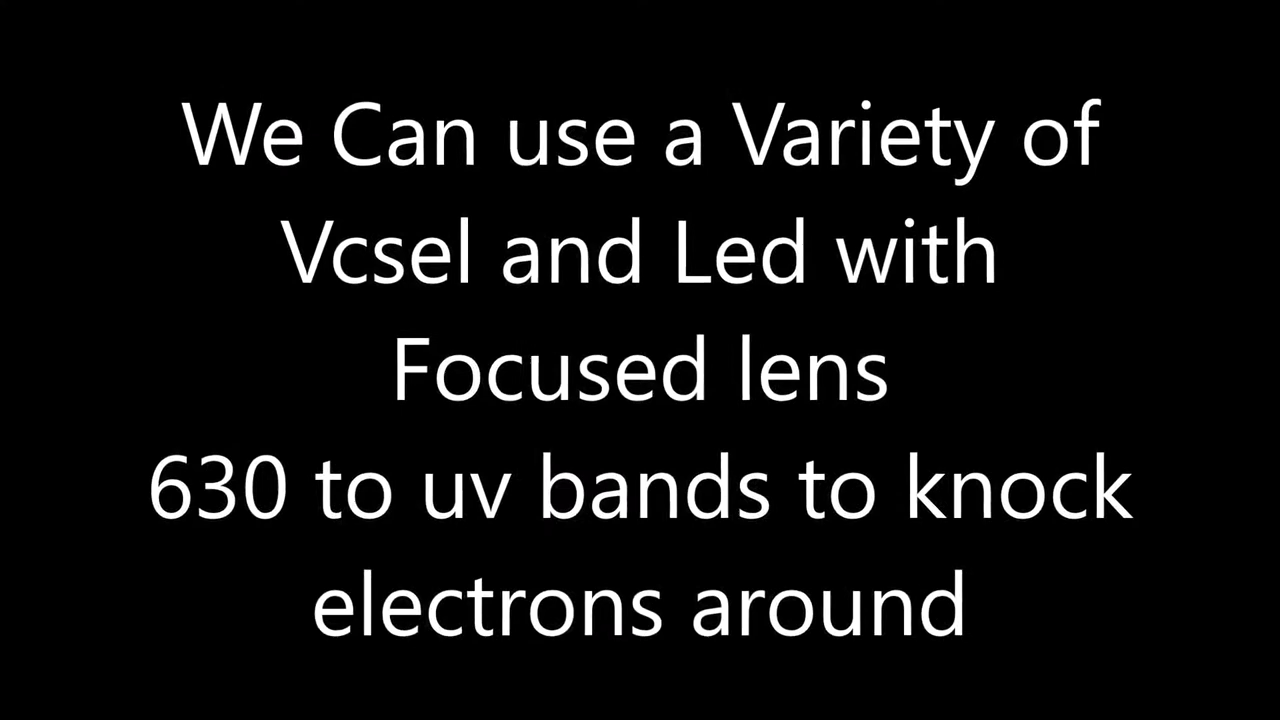 We Can use a Variety of
Vcsel and Led with
Focused lens
630 to uv bands to knock
electrons around